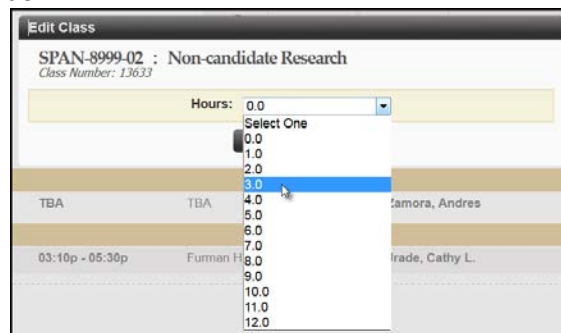 Edit Class
SPAN-8999-02 : Non-candidate Research
Class Number: 13633
Hours: 0.0
Select One
0.0
1.0
2.0
3.0
TBA TBA 4.0 Zamora, Andres
5.0
6.0
7.0
03:10p - 05:30p Furman 8.0 Cathy L.
9.0
10.0
11.0
12.0